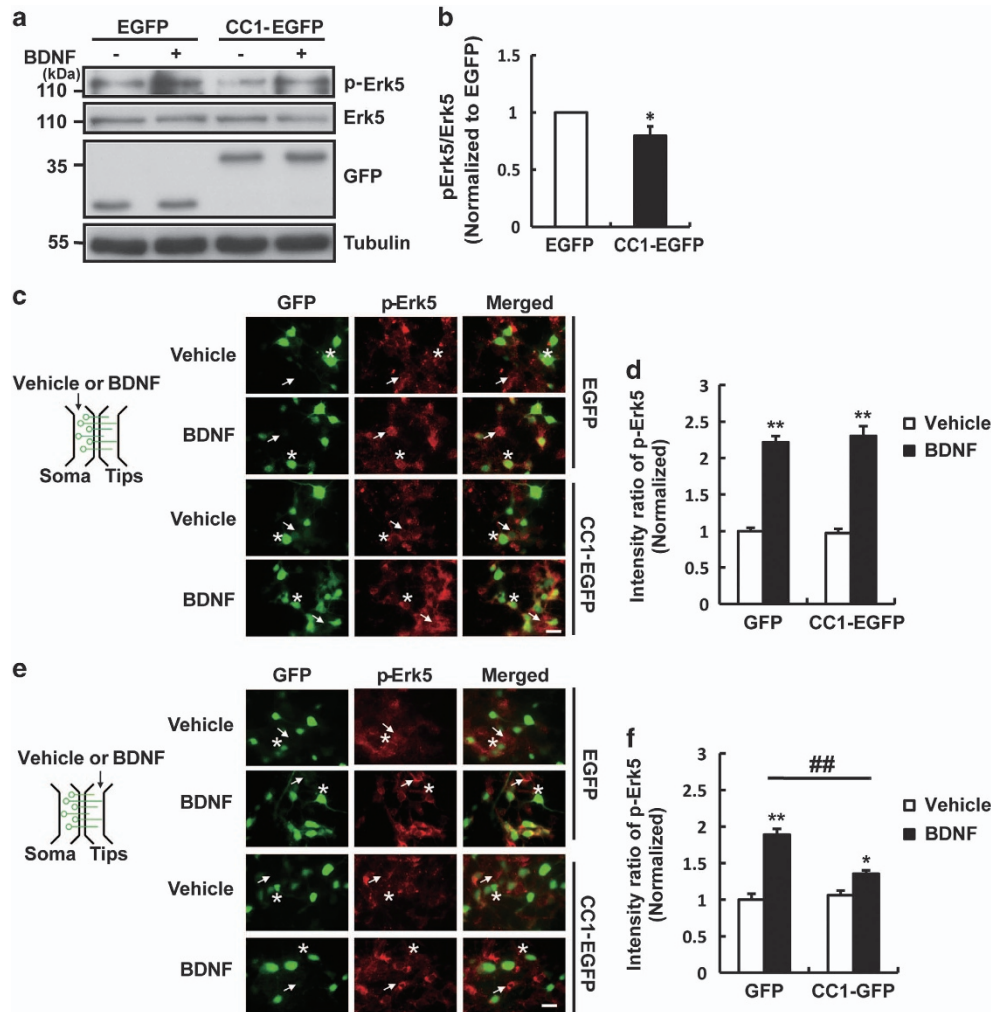 a
EGFP CC1-EGFP
BDNF - + - +
(kDa)
110 p-Erk5
110 Erk5
35 GFP
55 Tubulin
b
pErk5/Erk5
(Normalized to EGFP)
1.5
1
0.5
0
*
EGFP CC1-EGFP
c
GFP p-Erk5 Merged
Vehicle * * *
BDNF * * *
EGFP
Vehicle * * *
BDNF * * *
CC1-EGFP
Vehicle or BDNF
Soma Tips
d
Intensity ratio of p-Erk5
(Normalized)
3
2.5
2
1.5
1
0.5
0
** **
Vehicle
BDNF
GFP CC1-EGFP
e
GFP p-Erk5 Merged
Vehicle * * *
BDNF * * *
EGFP
Vehicle * * *
BDNF * * *
CC1-EGFP
Vehicle or BDNF
Soma Tips
f
Intensity ratio of p-Erk5
(Normalized)
3
2.5
2
1.5
1
0.5
0
##
** *
Vehicle
BDNF
GFP CC1-GFP